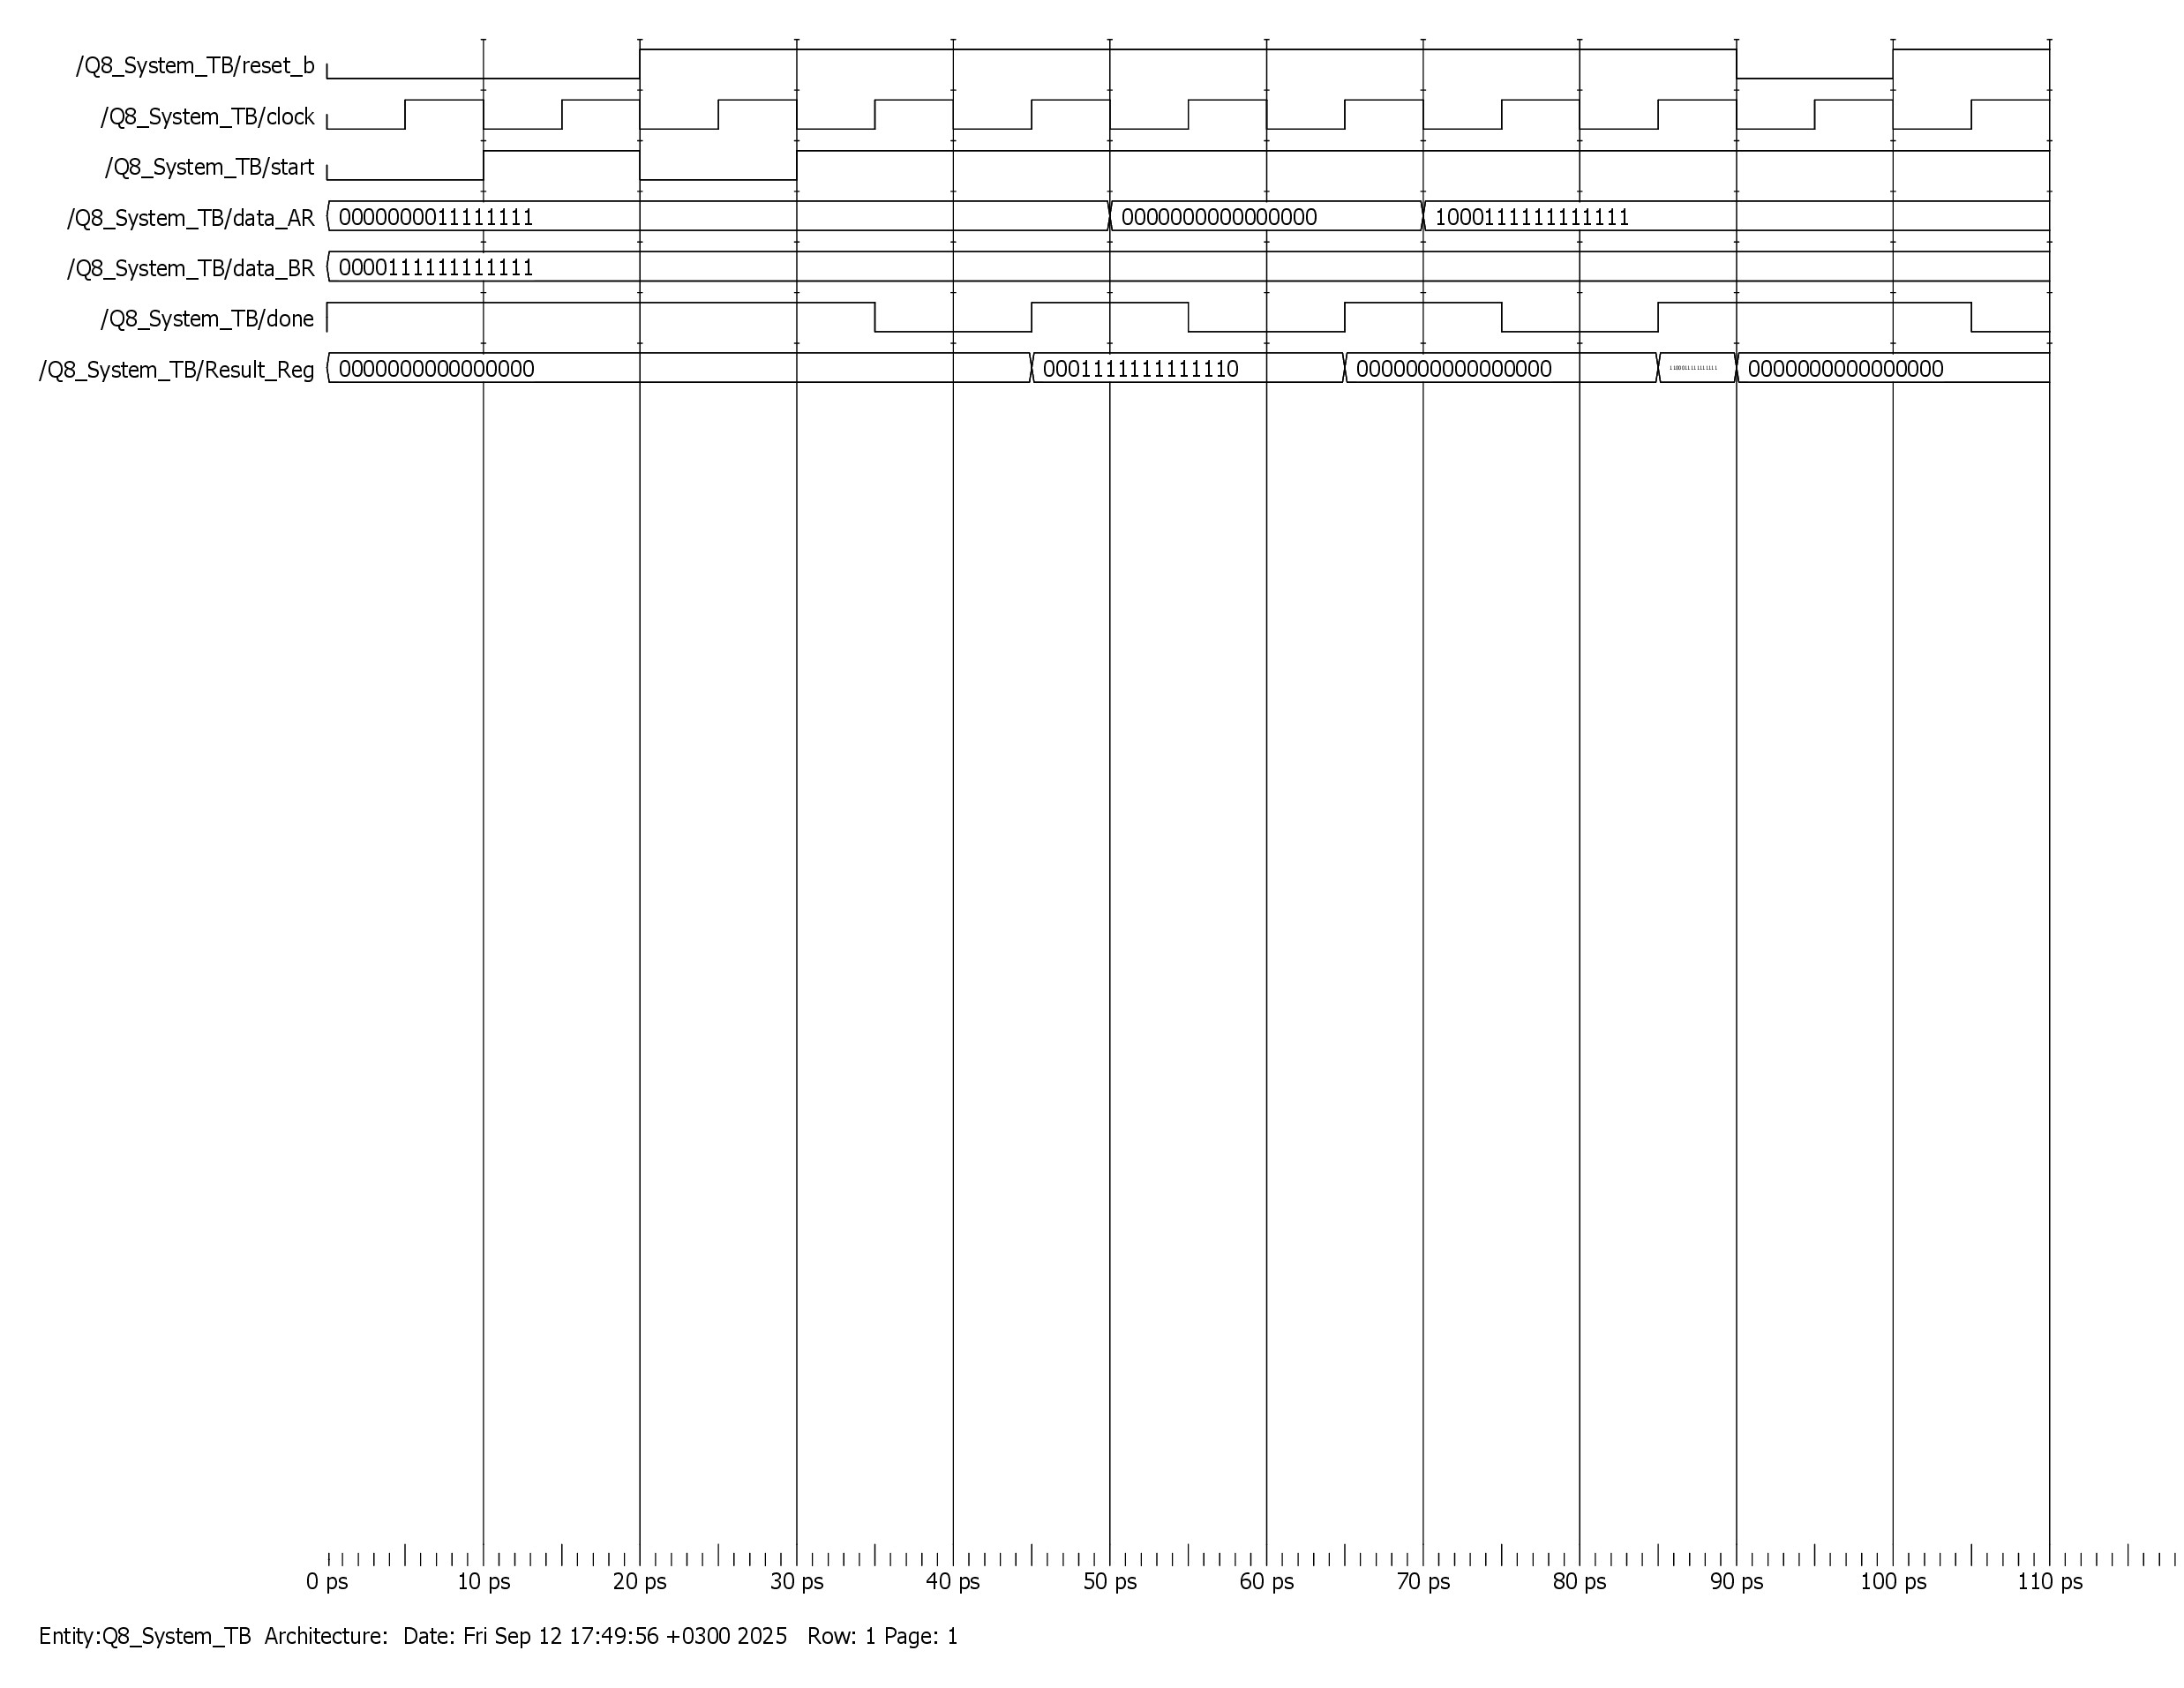 /Q8_System_TB/reset_b
/Q8_System_TB/clock
/Q8_System_TB/start
/Q8_System_TB/data_AR 0000000011111111 0000000000000000 1000111111111111
/Q8_System_TB/data_BR 0000111111111111
/Q8_System_TB/done
/Q8_System_TB/Result_Reg 0000000000000000 0001111111111110 0000000000000000 1100011111111111 0000000000000000
0 ps 10 ps 20 ps 30 ps 40 ps 50 ps 60 ps 70 ps 80 ps 90 ps 100 ps 110 ps
Entity:Q8_System_TB Architecture: Date: Fri Sep 12 17:49:56 +0300 2025 Row: 1 Page: 1